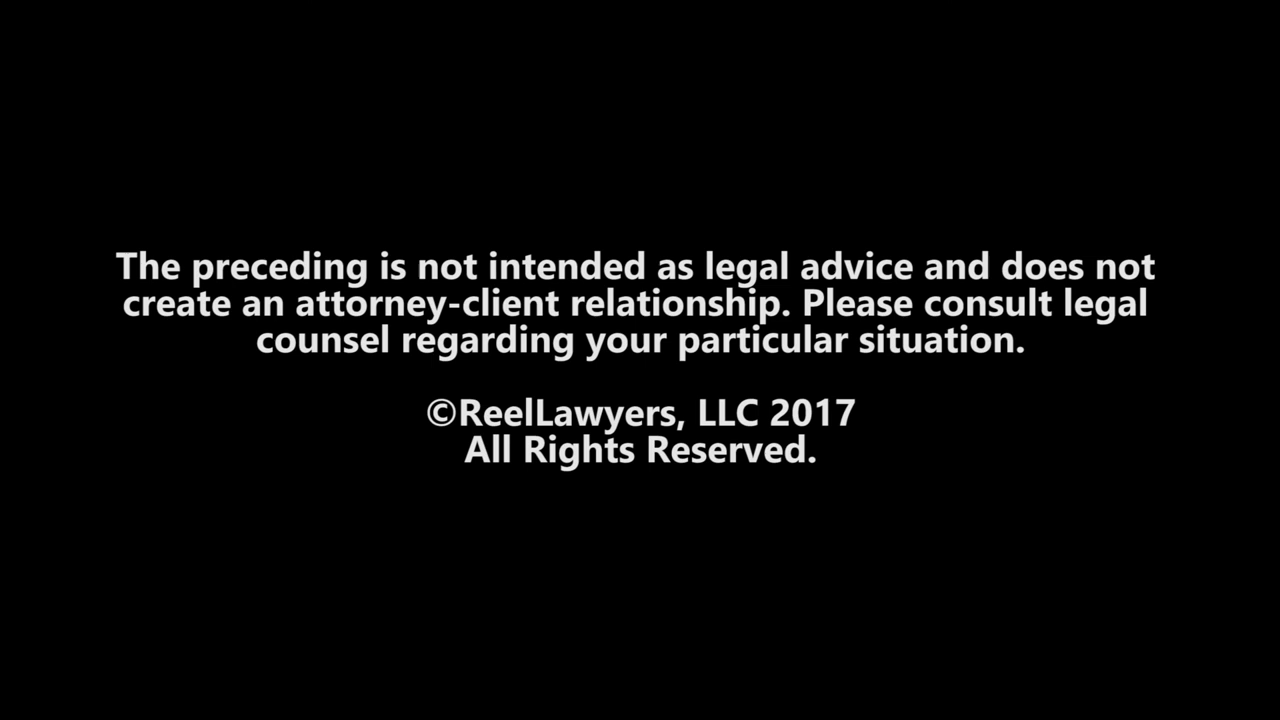 The preceding is not intended as legal advice and does not
create an attorney-client relationship. Please consult legal
counsel regarding your particular situation.
©ReelLawyers, LLC 2017
All Rights Reserved.